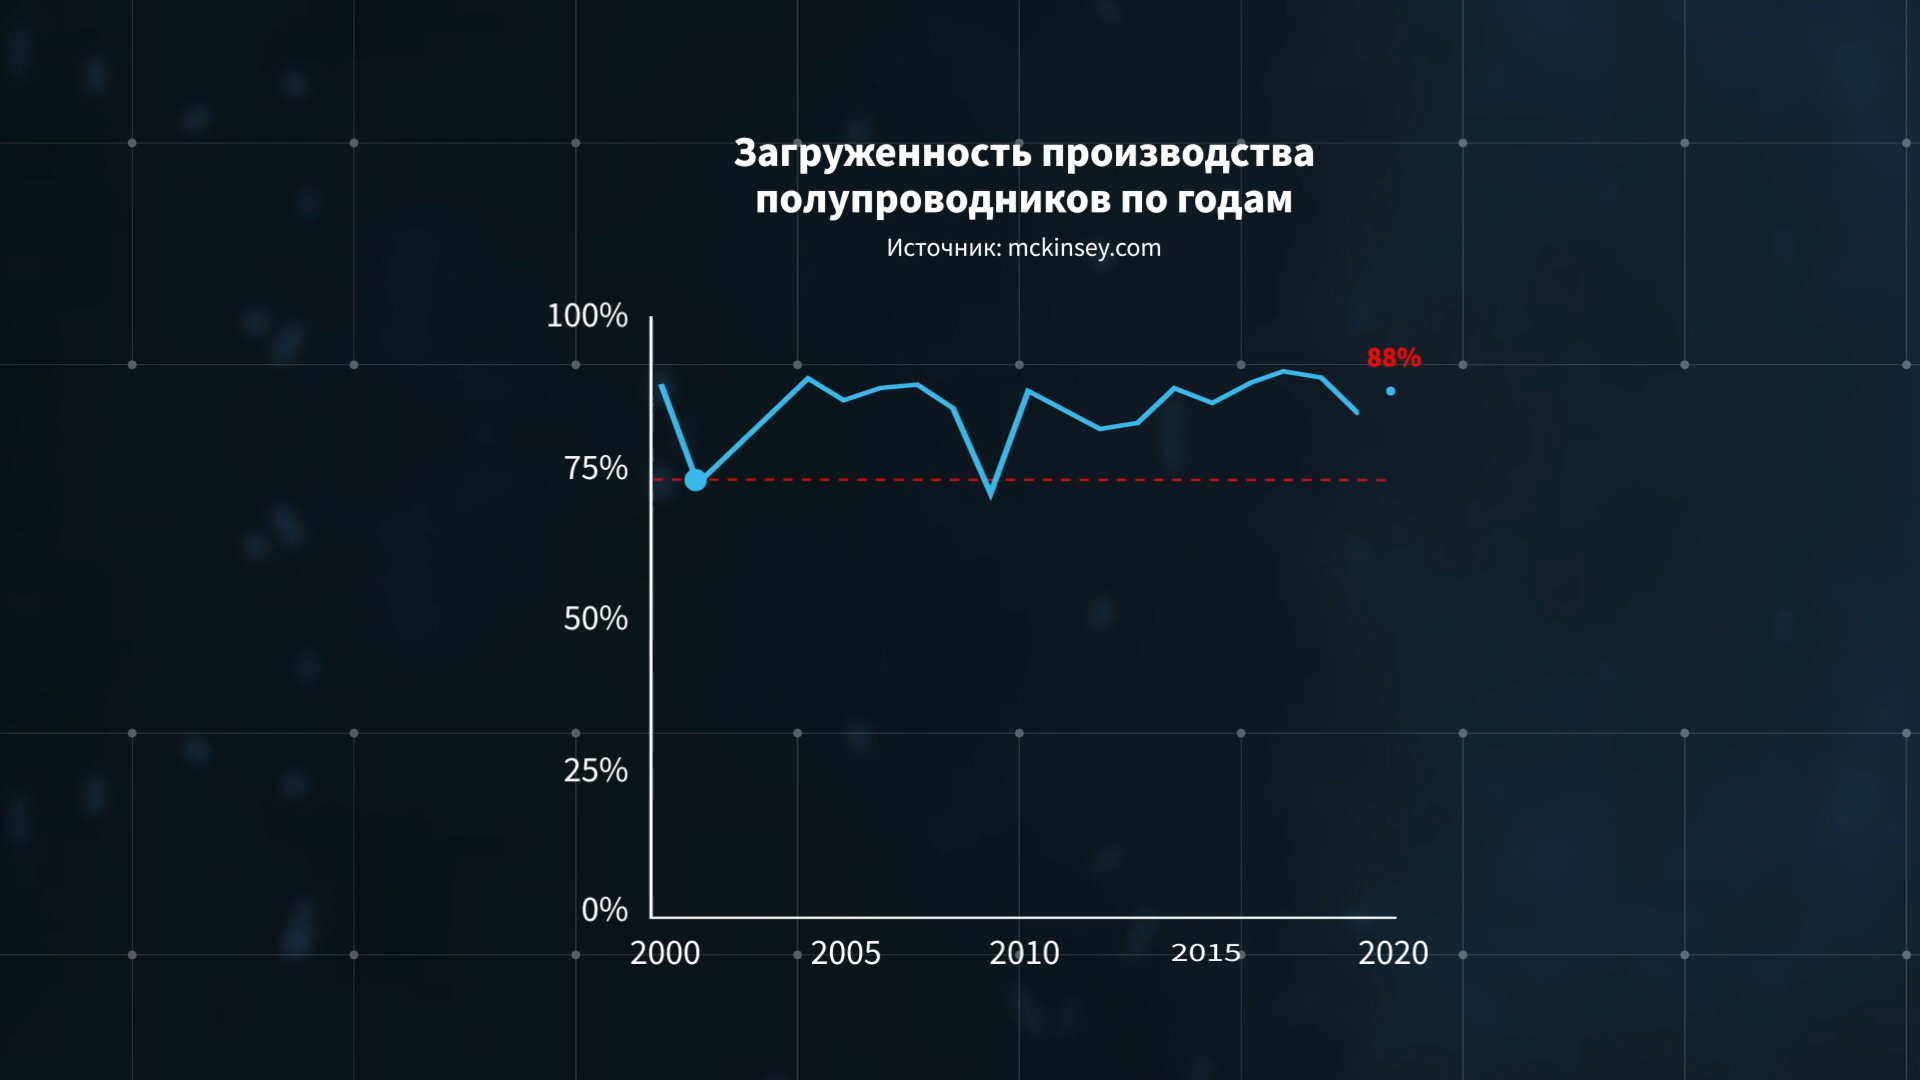 Загруженность производства
полупроводников по годам
Источник: mckinsey.com
100%
88%
75%
50%
25%
0%
2000 2005 2010 2015 2020